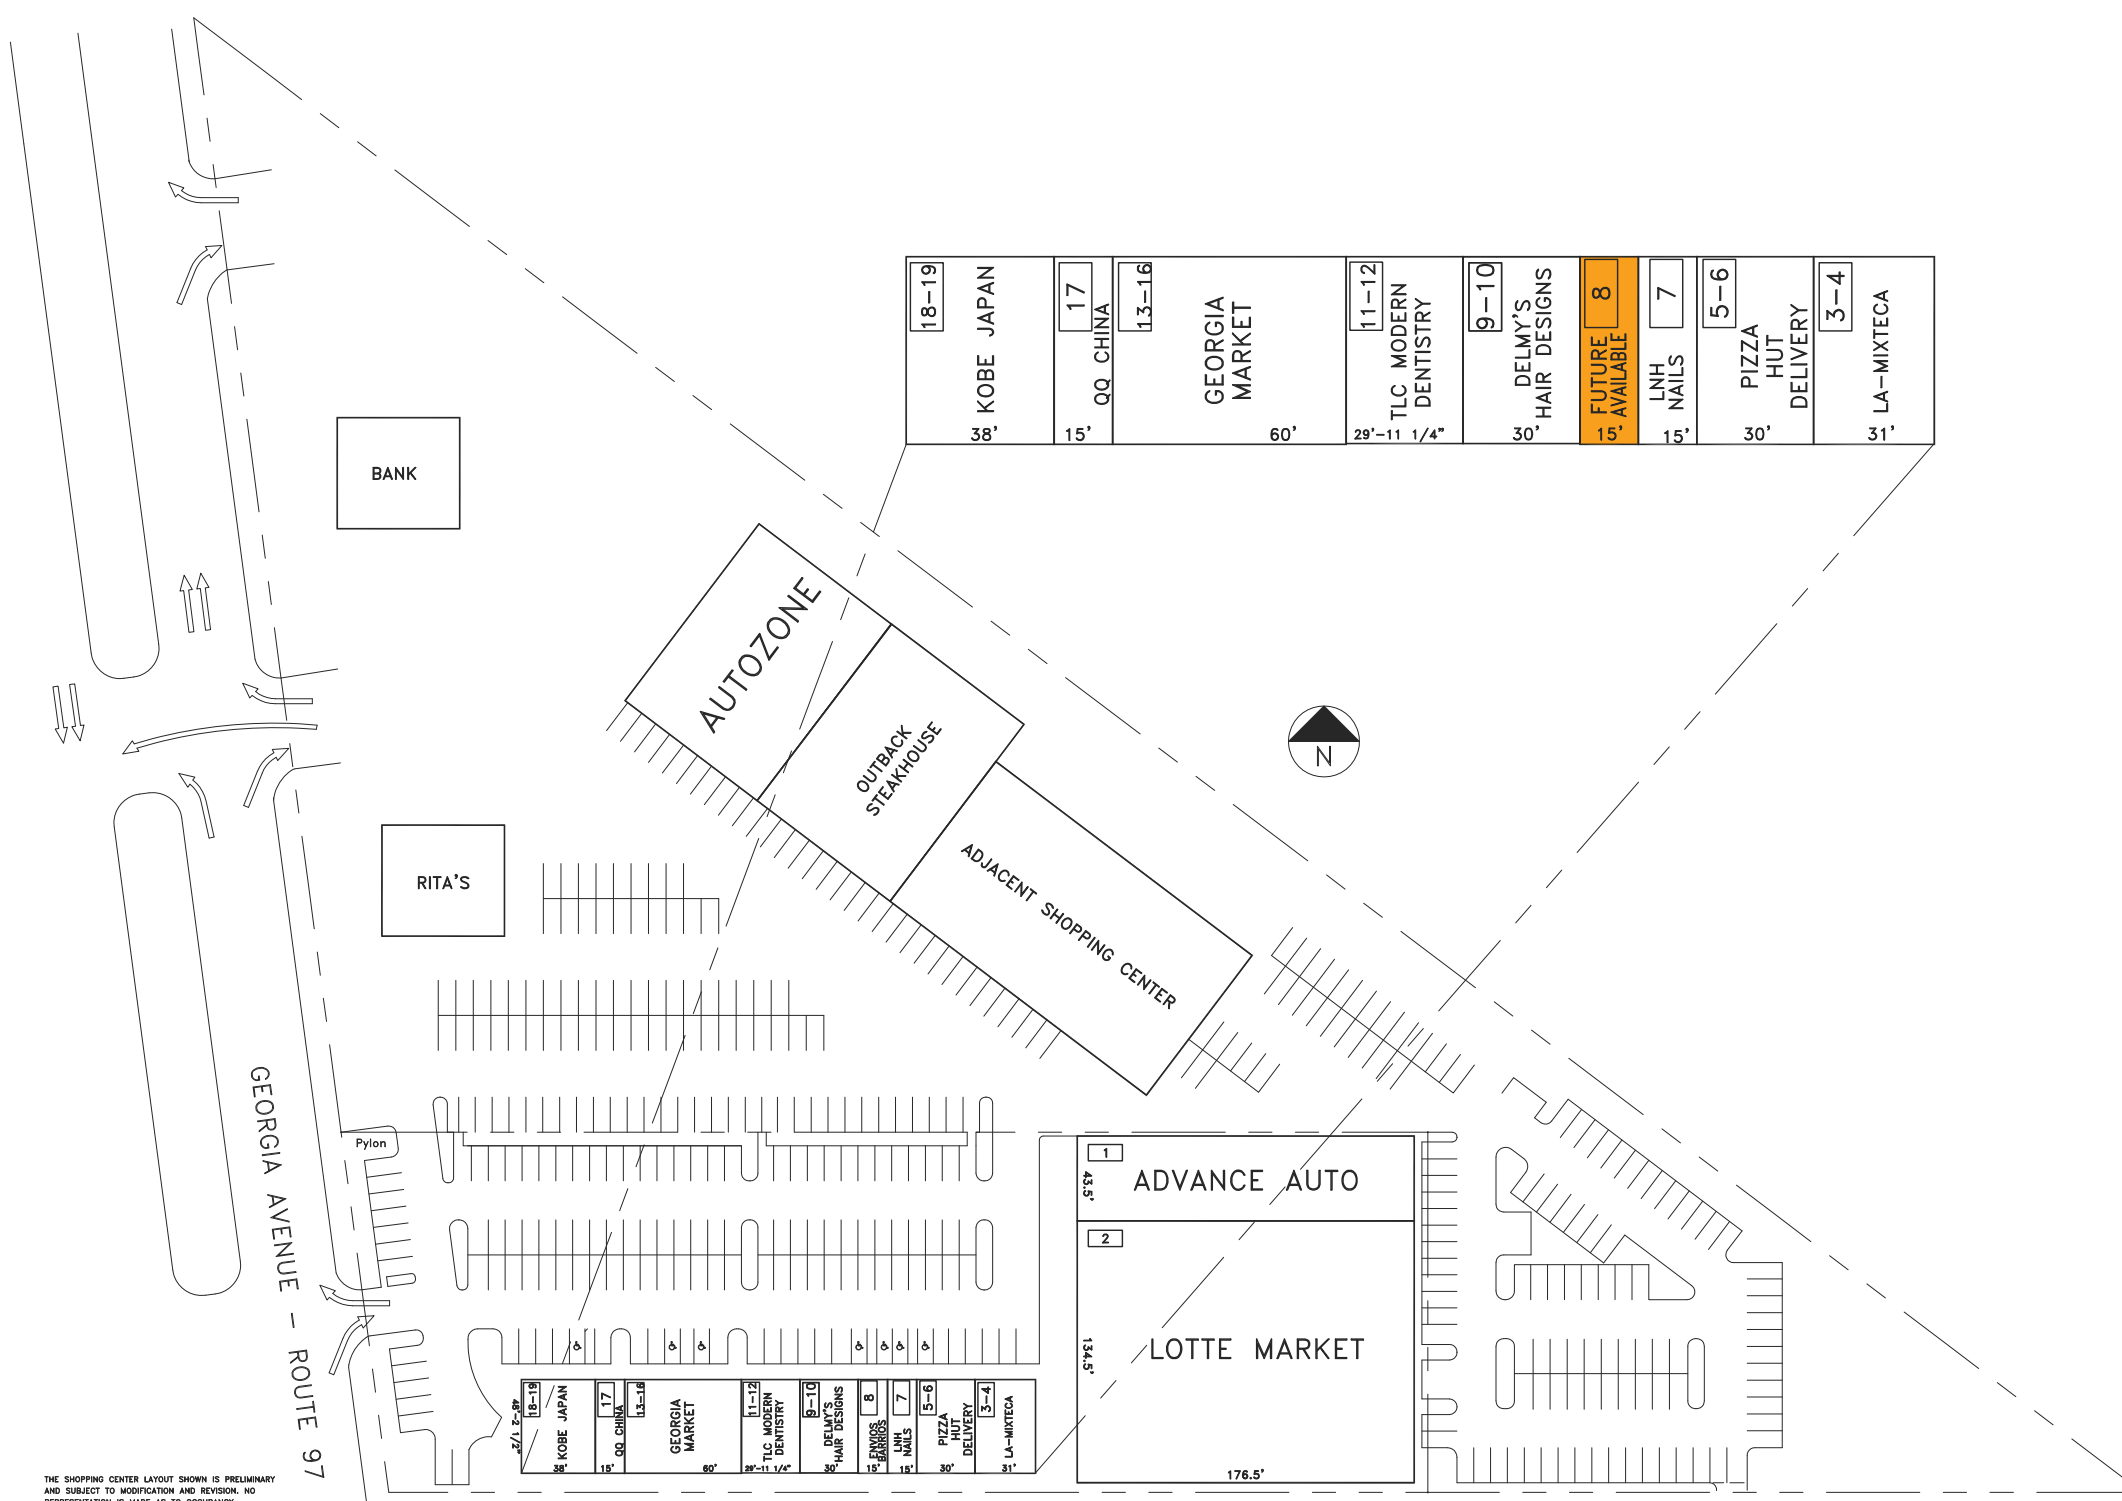 18-19
KOBE JAPAN
38'
17
QQ CHINA
15'
13-16
GEORGIA
MARKET
60'
11-12
TLC MODERN
DENTISTRY
29'-11 1/4"
9-10
DELMY'S
HAIR DESIGNS
30'
8
FUTURE
AVAILABLE
15'
7
LNH
NAILS
15'
5-6
PIZZA
HUT
DELIVERY
30'
3-4
LA-MIXTECA
31'
BANK
AUTOZONE
OUTBACK
STEAKHOUSE
N
RITA'S
ADJACENT SHOPPING CENTER
GEORGIA AVENUE - ROUTE 97
Pylon
1
43.5'
ADVANCE AUTO
2
134.5'
LOTTE MARKET
176.5'
48'-2 1/2"
18-19
KOBE JAPAN
38'
17
QQ CHINA
15'
13-16
GEORGIA
MARKET
60'
11-12
TLC MODERN
DENTISTRY
29'-11 1/4"
9-10
DELMY'S
HAIR DESIGNS
30'
8
ENVIOS
BARRIOS
15'
7
LNH
NAILS
15'
5-6
PIZZA
HUT
DELIVERY
30'
3-4
LA-MIXTECA
31'
THE SHOPPING CENTER LAYOUT SHOWN IS PRELIMINARY
AND SUBJECT TO MODIFICATION AND REVISION. NO